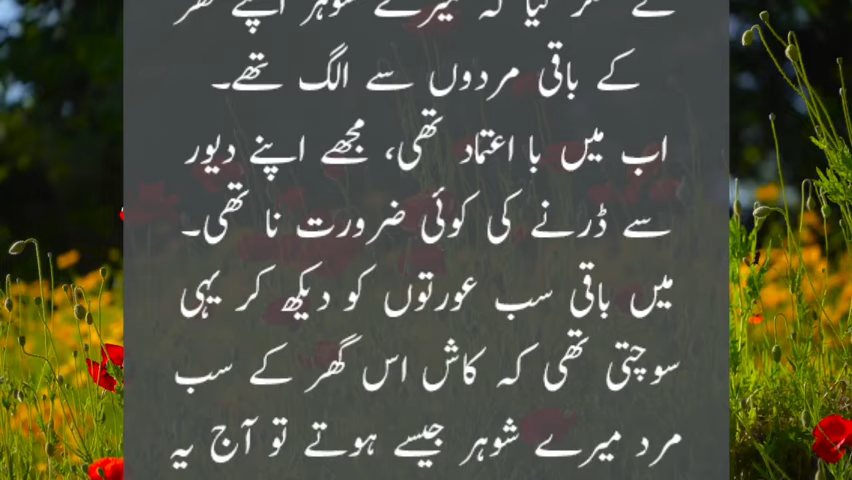 کہ میرے شوہر اپنے گھر
کے باقی مردوں سے الگ تھے۔
اب میں با اعتماد تھی، مجھے اپنے دیور
سے ڈرنے کی کوئی ضرورت نا تھی۔
میں باقی سب عورتوں کو دیکھ کر یہی
سوچتی تھی کہ کاش اس گھر کے سب
مرد میرے شوہر جیسے ہوتے تو آج یہ